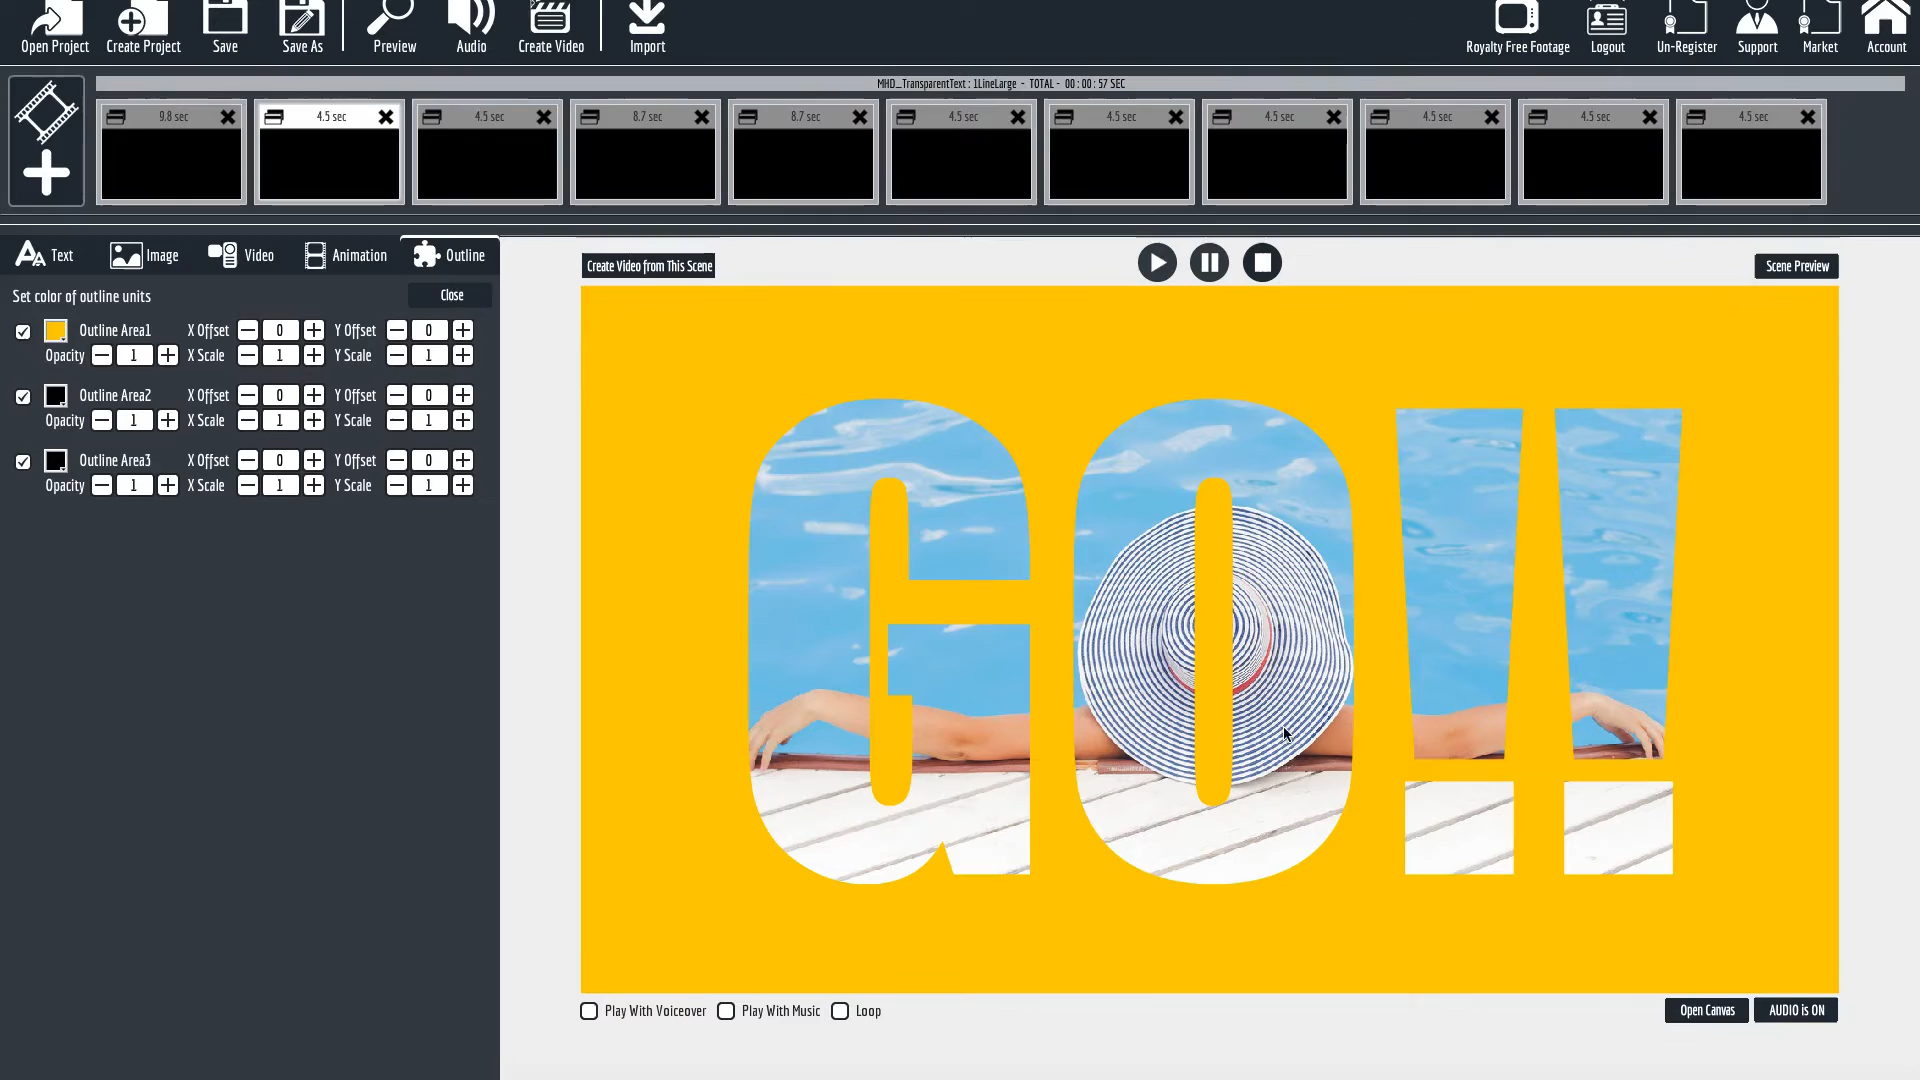 Open Project Create Project Save Save As Preview Audio Create Video Import Royalty Free Footage Logout Un-Register Support Market Account
MHD_TransparentText : 1LineLarge - TOTAL - 00 : 00 : 57 SEC
9.8 sec 4.5 sec 4.5 sec 8.7 sec 8.7 sec 4.5 sec 4.5 sec 4.5 sec 4.5 sec 4.5 sec 4.5 sec
Text Image Video Animation Outline
Create Video from This Scene Scene Preview
Set color of outline units Close
Outline Area1 X Offset 0 Y Offset 0
Opacity 1 X Scale 1 Y Scale 1
Outline Area2 X Offset 0 Y Offset 0
Opacity 1 X Scale 1 Y Scale 1
Outline Area3 X Offset 0 Y Offset 0
Opacity 1 X Scale 1 Y Scale 1
GO!!
Play With Voiceover Play With Music Loop Open Canvas AUDIO is ON